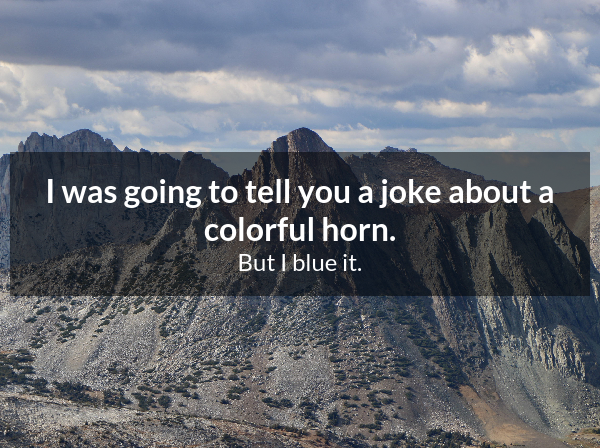 I was going to tell you a joke about a
colorful horn.
But I blue it.